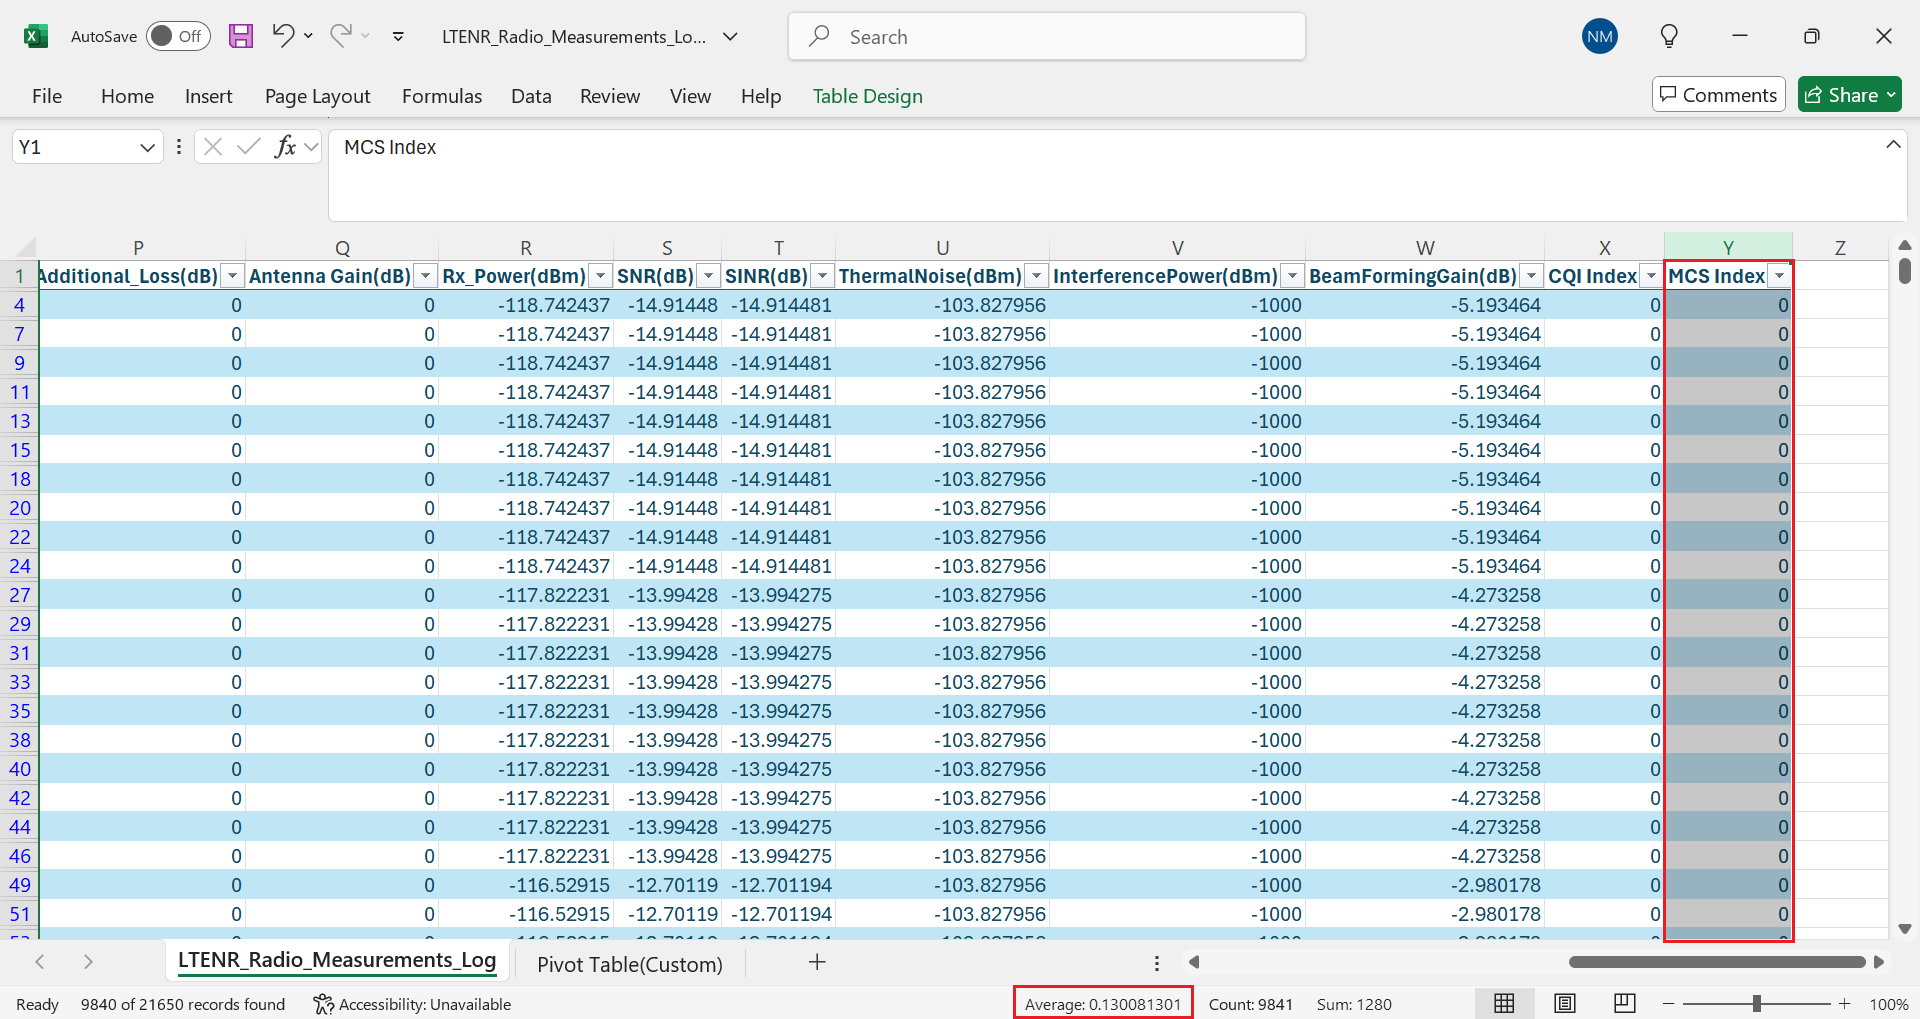 AutoSave Off LTENR_Radio_Measurements_Lo... Search NM
File Home Insert Page Layout Formulas Data Review View Help Table Design Comments Share
Y1 fx MCS Index
P Q R S T U V W X Y Z
1 Additional_Loss(dB) Antenna Gain(dB) Rx_Power(dBm) SNR(dB) SINR(dB) ThermalNoise(dBm) InterferencePower(dBm) BeamFormingGain(dB) CQI Index MCS Index
4 0 0 -118.742437 -14.91448 -14.914481 -103.827956 -1000 -5.193464 0 0
7 0 0 -118.742437 -14.91448 -14.914481 -103.827956 -1000 -5.193464 0 0
9 0 0 -118.742437 -14.91448 -14.914481 -103.827956 -1000 -5.193464 0 0
11 0 0 -118.742437 -14.91448 -14.914481 -103.827956 -1000 -5.193464 0 0
13 0 0 -118.742437 -14.91448 -14.914481 -103.827956 -1000 -5.193464 0 0
15 0 0 -118.742437 -14.91448 -14.914481 -103.827956 -1000 -5.193464 0 0
18 0 0 -118.742437 -14.91448 -14.914481 -103.827956 -1000 -5.193464 0 0
20 0 0 -118.742437 -14.91448 -14.914481 -103.827956 -1000 -5.193464 0 0
22 0 0 -118.742437 -14.91448 -14.914481 -103.827956 -1000 -5.193464 0 0
24 0 0 -118.742437 -14.91448 -14.914481 -103.827956 -1000 -5.193464 0 0
27 0 0 -117.822231 -13.99428 -13.994275 -103.827956 -1000 -4.273258 0 0
29 0 0 -117.822231 -13.99428 -13.994275 -103.827956 -1000 -4.273258 0 0
31 0 0 -117.822231 -13.99428 -13.994275 -103.827956 -1000 -4.273258 0 0
33 0 0 -117.822231 -13.99428 -13.994275 -103.827956 -1000 -4.273258 0 0
35 0 0 -117.822231 -13.99428 -13.994275 -103.827956 -1000 -4.273258 0 0
38 0 0 -117.822231 -13.99428 -13.994275 -103.827956 -1000 -4.273258 0 0
40 0 0 -117.822231 -13.99428 -13.994275 -103.827956 -1000 -4.273258 0 0
42 0 0 -117.822231 -13.99428 -13.994275 -103.827956 -1000 -4.273258 0 0
44 0 0 -117.822231 -13.99428 -13.994275 -103.827956 -1000 -4.273258 0 0
46 0 0 -117.822231 -13.99428 -13.994275 -103.827956 -1000 -4.273258 0 0
49 0 0 -116.52915 -12.70119 -12.701194 -103.827956 -1000 -2.980178 0 0
51 0 0 -116.52915 -12.70119 -12.701194 -103.827956 -1000 -2.980178 0 0
LTENR_Radio_Measurements_Log Pivot Table(Custom)
Ready 9840 of 21650 records found Accessibility: Unavailable Average: 0.130081301 Count: 9841 Sum: 1280 100%